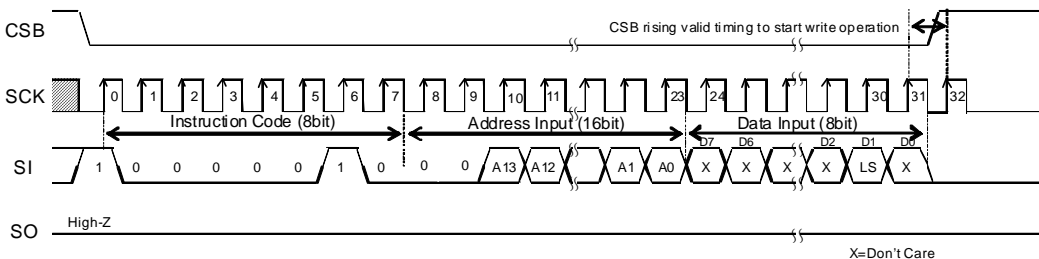 CSB
CSB rising valid timing to start write operation
SCK
0 1 2 3 4 5 6 7 8 9 10 11 23 24 30 31 32
Instruction Code (8bit) Address Input (16bit) Data Input (8bit)
D7 D6 D2 D1 D0
SI
1 0 0 0 0 0 1 0 0 0 A13 A12 A1 A0 X X X X LS X
High-Z
SO
X=Don't Care